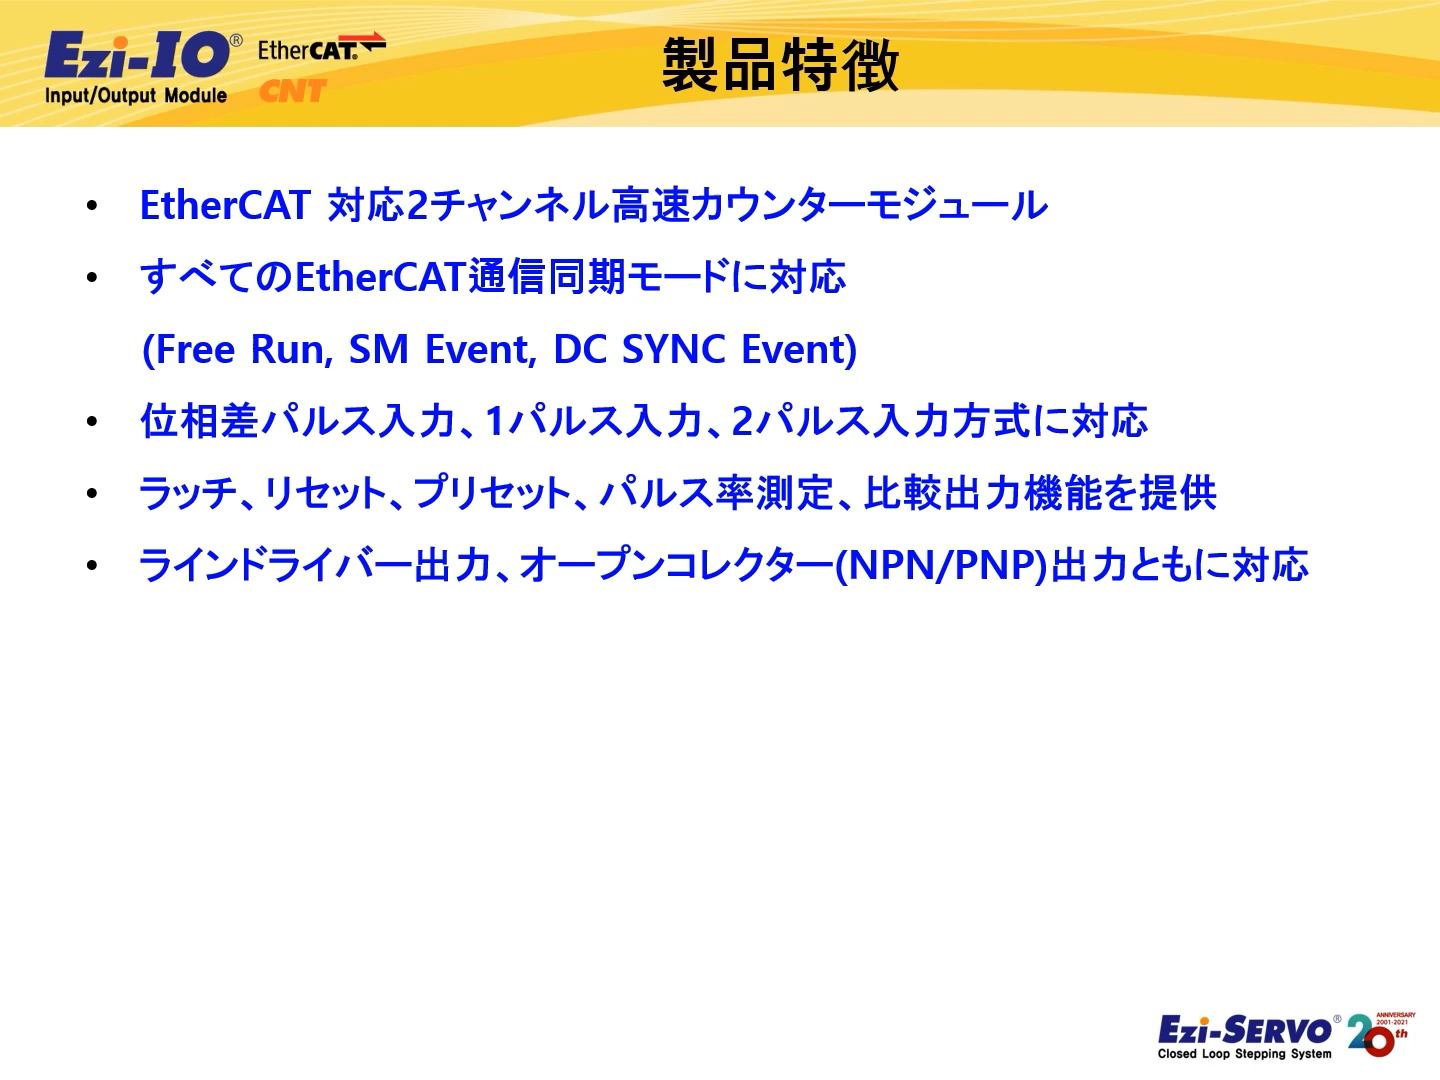 Ezi-IO®
EtherCAT®
CNT
Input/Output Module
製品特徴
• EtherCAT 対応2チャンネル高速カウンターモジュール
• すべてのEtherCAT通信同期モードに対応
(Free Run, SM Event, DC SYNC Event)
• 位相差パルス入力、1パルス入力、2パルス入力方式に対応
• ラッチ、リセット、プリセット、パルス率測定、比較出力機能を提供
• ラインドライバー出力、オープンコレクター(NPN/PNP)出力ともに対応
Ezi-SERVO®
Closed Loop Stepping System
20th
ANNIVERSARY
2001-2021